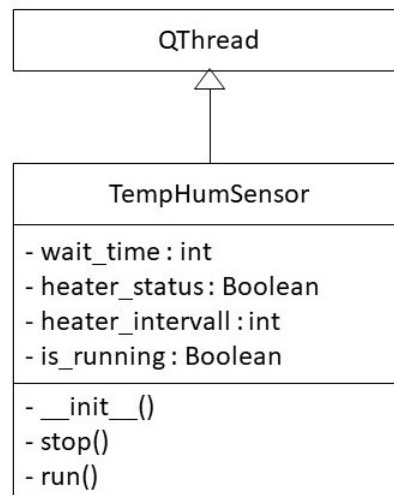 QThread
TempHumSensor
- wait_time : int
- heater_status : Boolean
- heater_intervall : int
- is_running : Boolean
- __init__()
- stop()
- run()